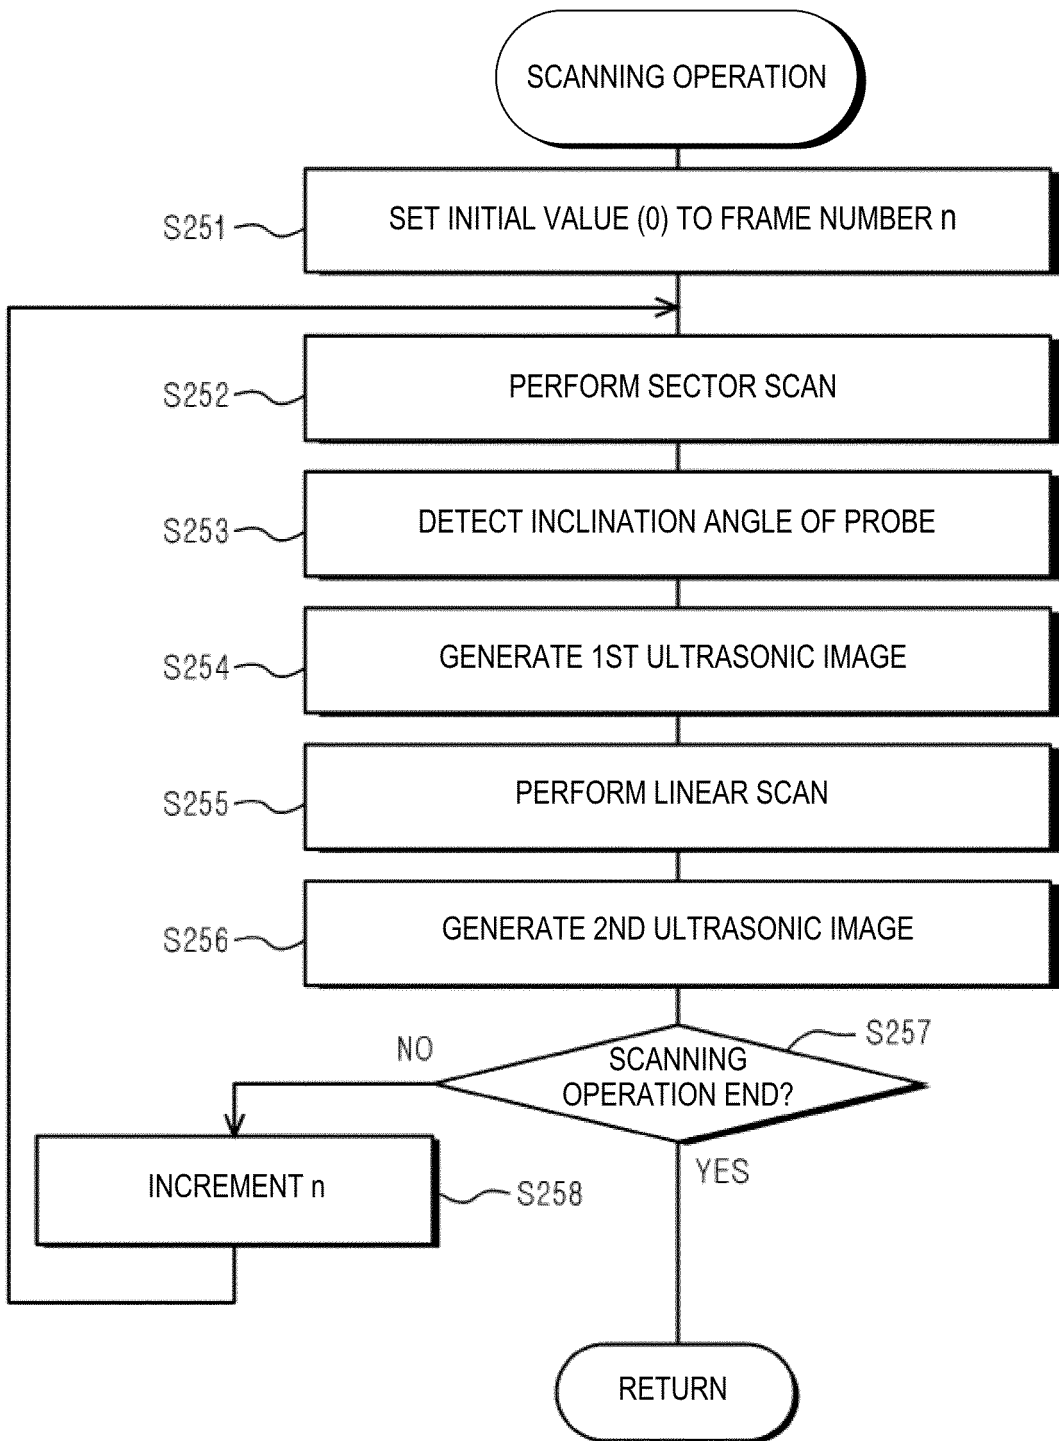 SCANNING OPERATION
S251
SET INITIAL VALUE (0) TO FRAME NUMBER n
S252
PERFORM SECTOR SCAN
S253
DETECT INCLINATION ANGLE OF PROBE
S254
GENERATE 1ST ULTRASONIC IMAGE
S255
PERFORM LINEAR SCAN
S256
GENERATE 2ND ULTRASONIC IMAGE
S257
NO
SCANNING
OPERATION END?
YES
INCREMENT n
S258
RETURN